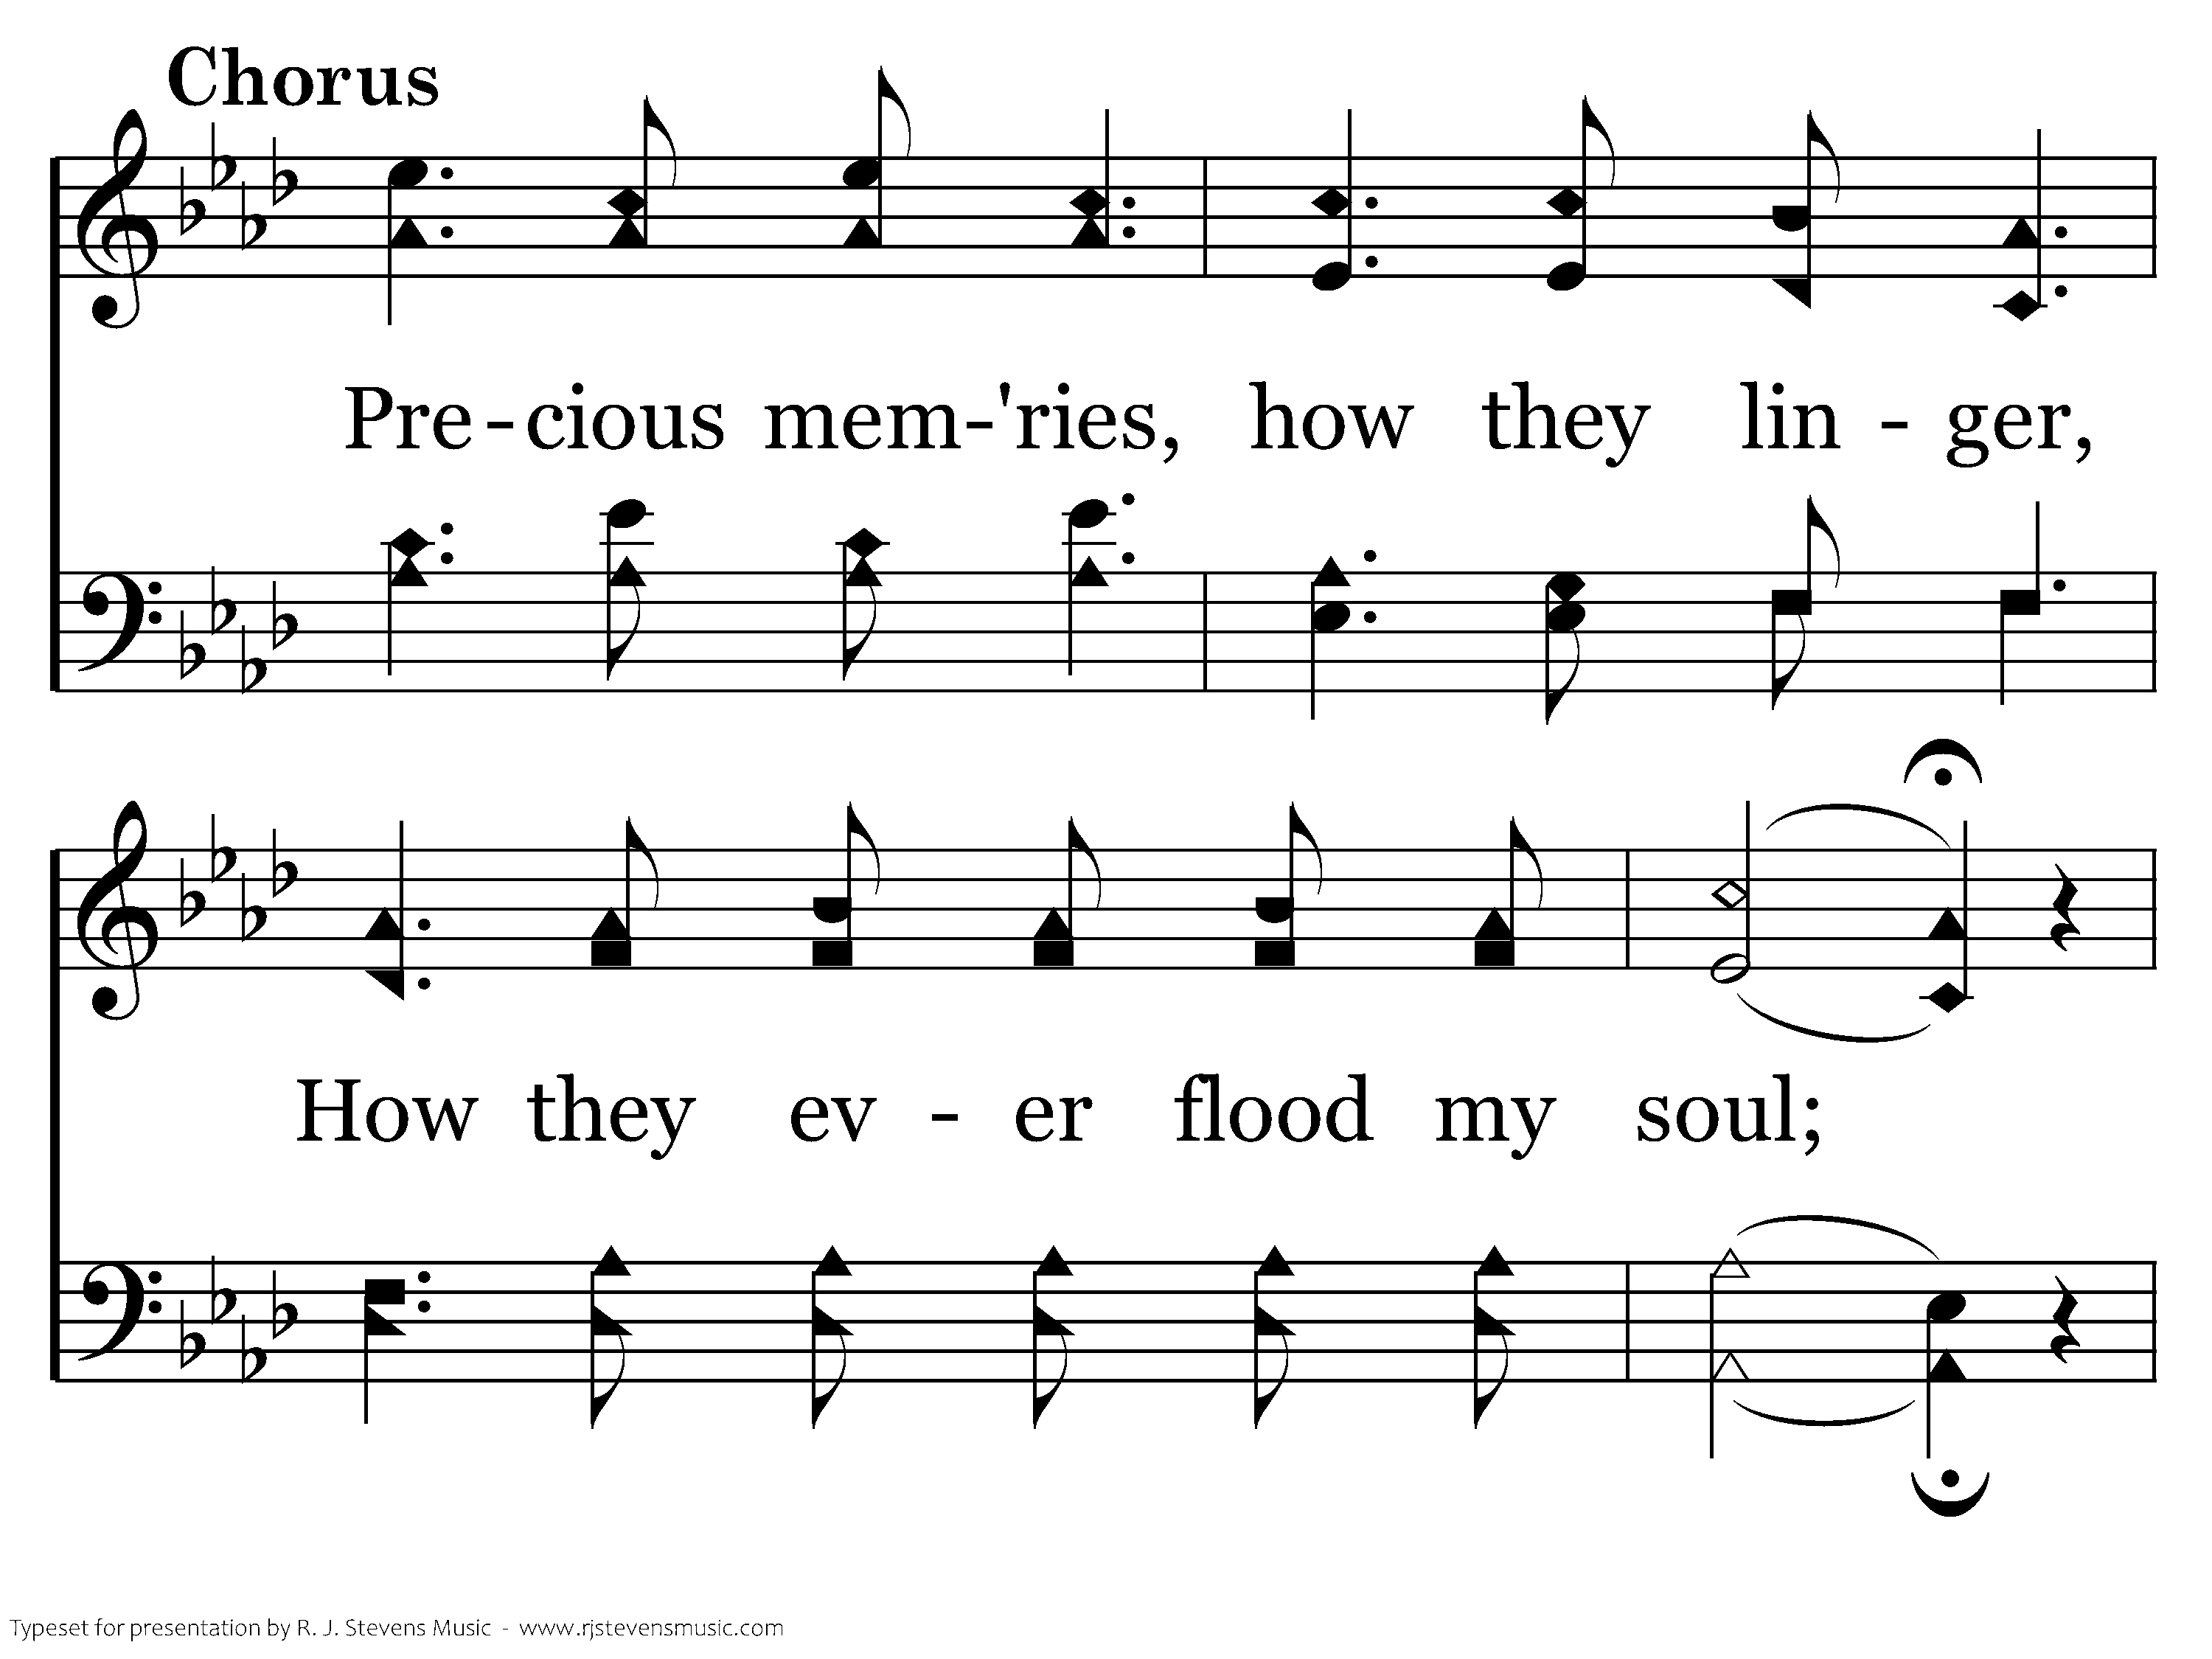 Chorus
Pre-cious mem-'ries, how they lin - ger,
How they ev - er flood my soul;
Typeset for presentation by R. J. Stevens Music - www.rjstevensmusic.com